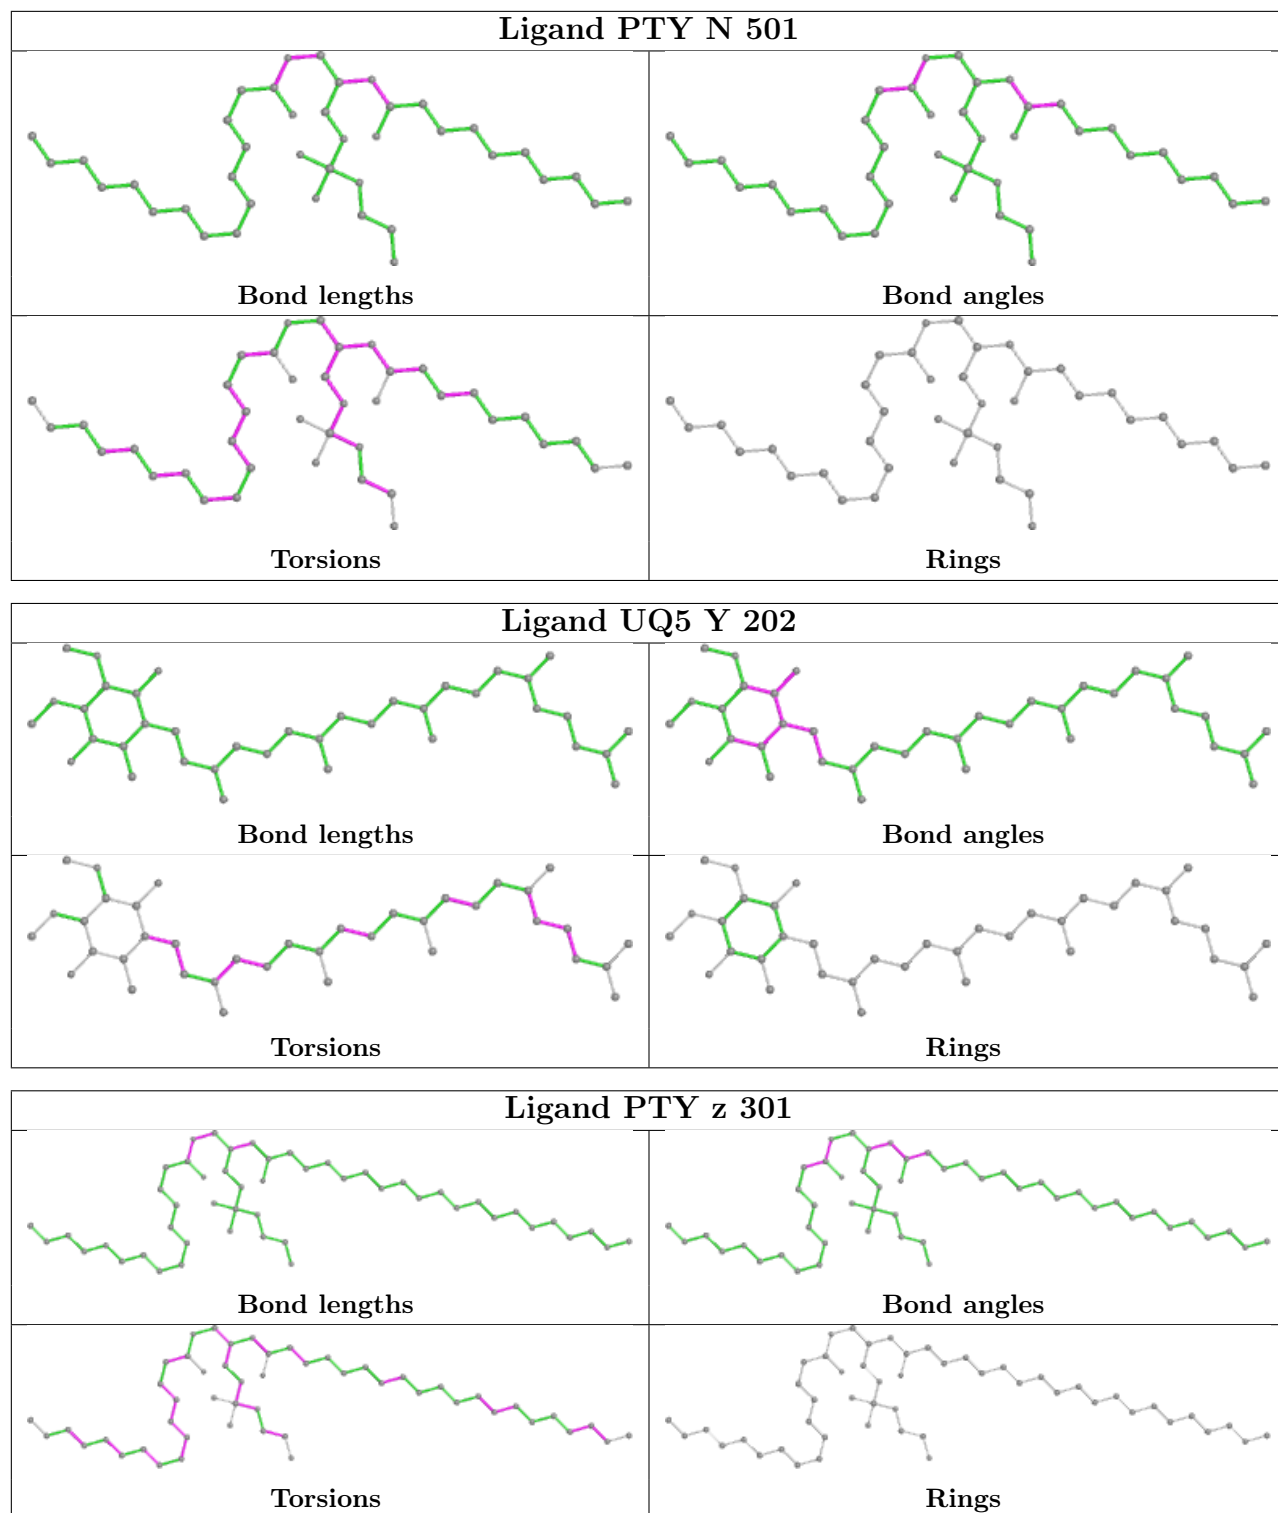 Ligand PTY N 501
Bond lengths
Bond angles
Torsions
Rings
Ligand UQ5 Y 202
Bond lengths
Bond angles
Torsions
Rings
Ligand PTY z 301
Bond lengths
Bond angles
Torsions
Rings